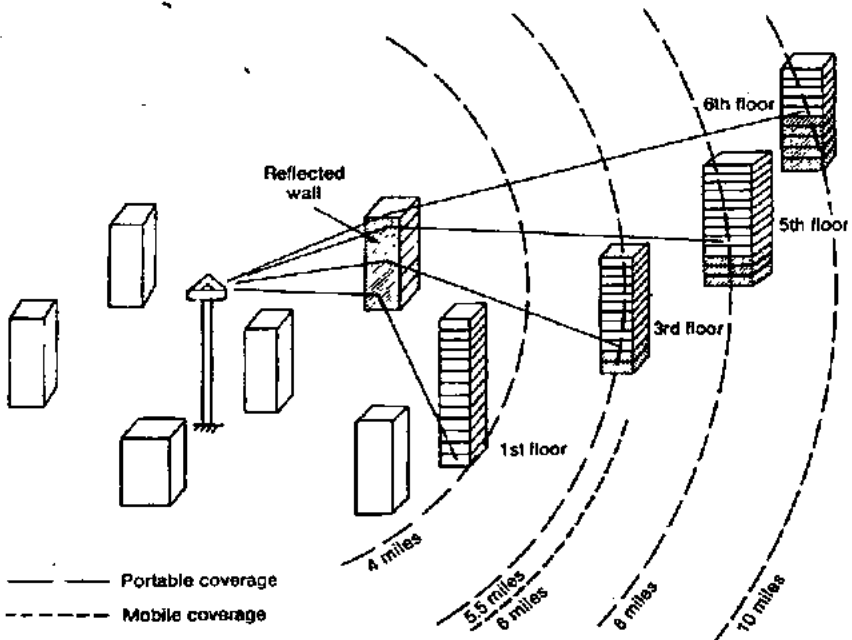 6th floor
Reflected
wall
5th floor
3rd floor
1st floor
4 miles
5.5 miles
6 miles
8 miles
10 miles
Portable coverage
Mobile coverage